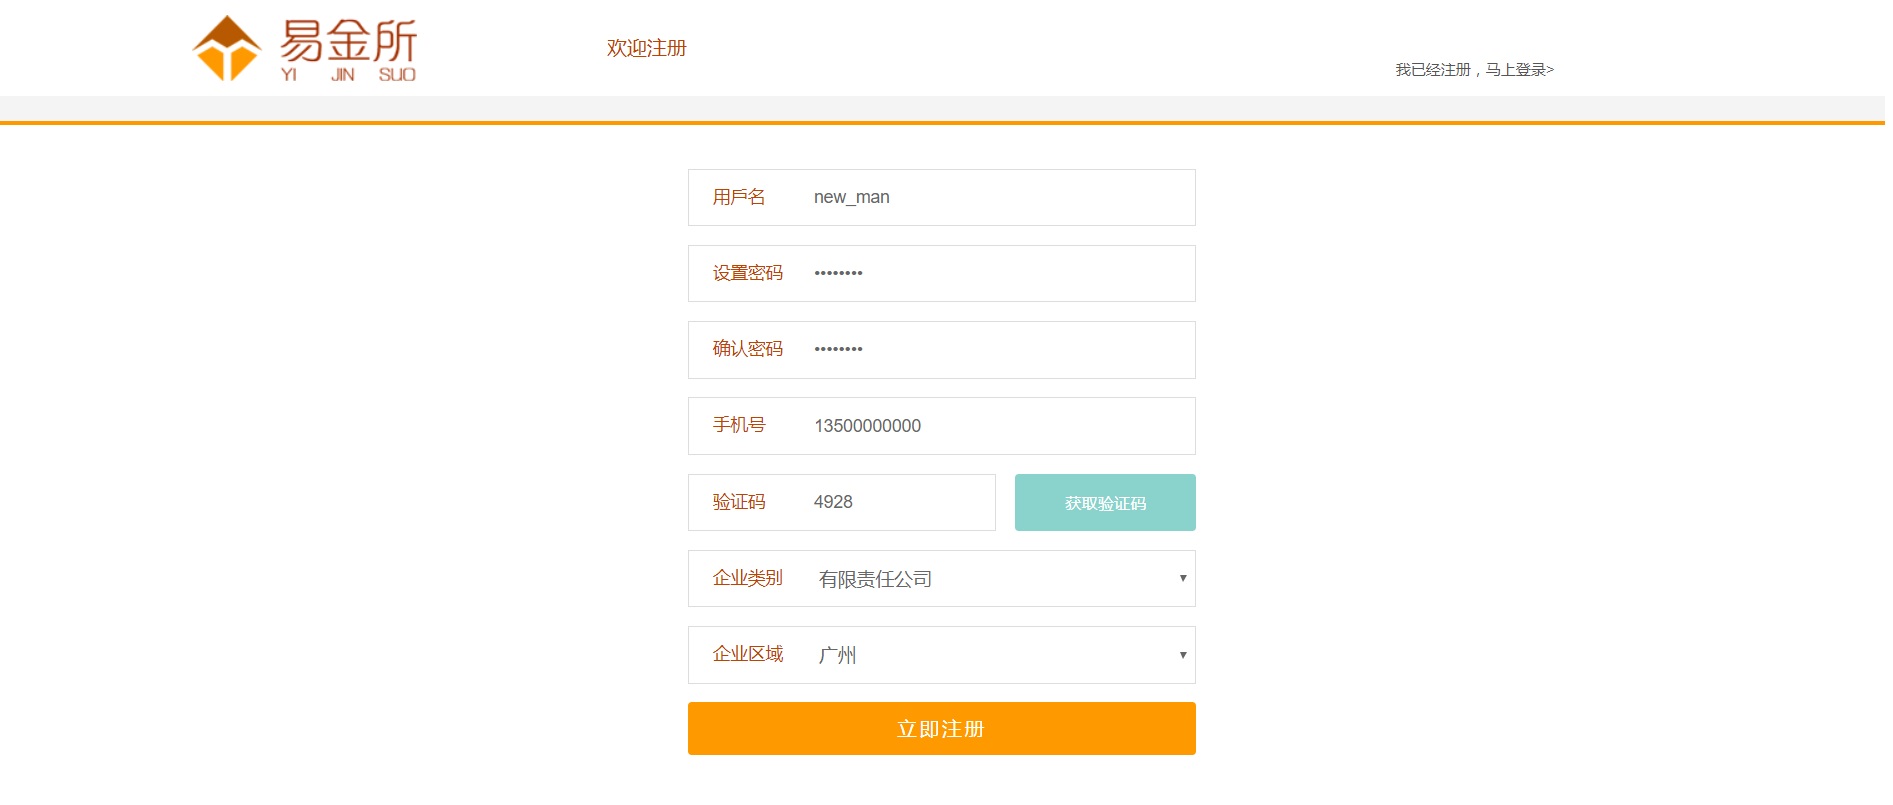 易金所
YI JIN SUO
欢迎注册
我已经注册，马上登录>
用戶名 new_man
设置密码 ••••••••
确认密码 ••••••••
手机号 13500000000
验证码 4928 获取验证码
企业类别 有限责任公司
企业区域 广州
立即注册